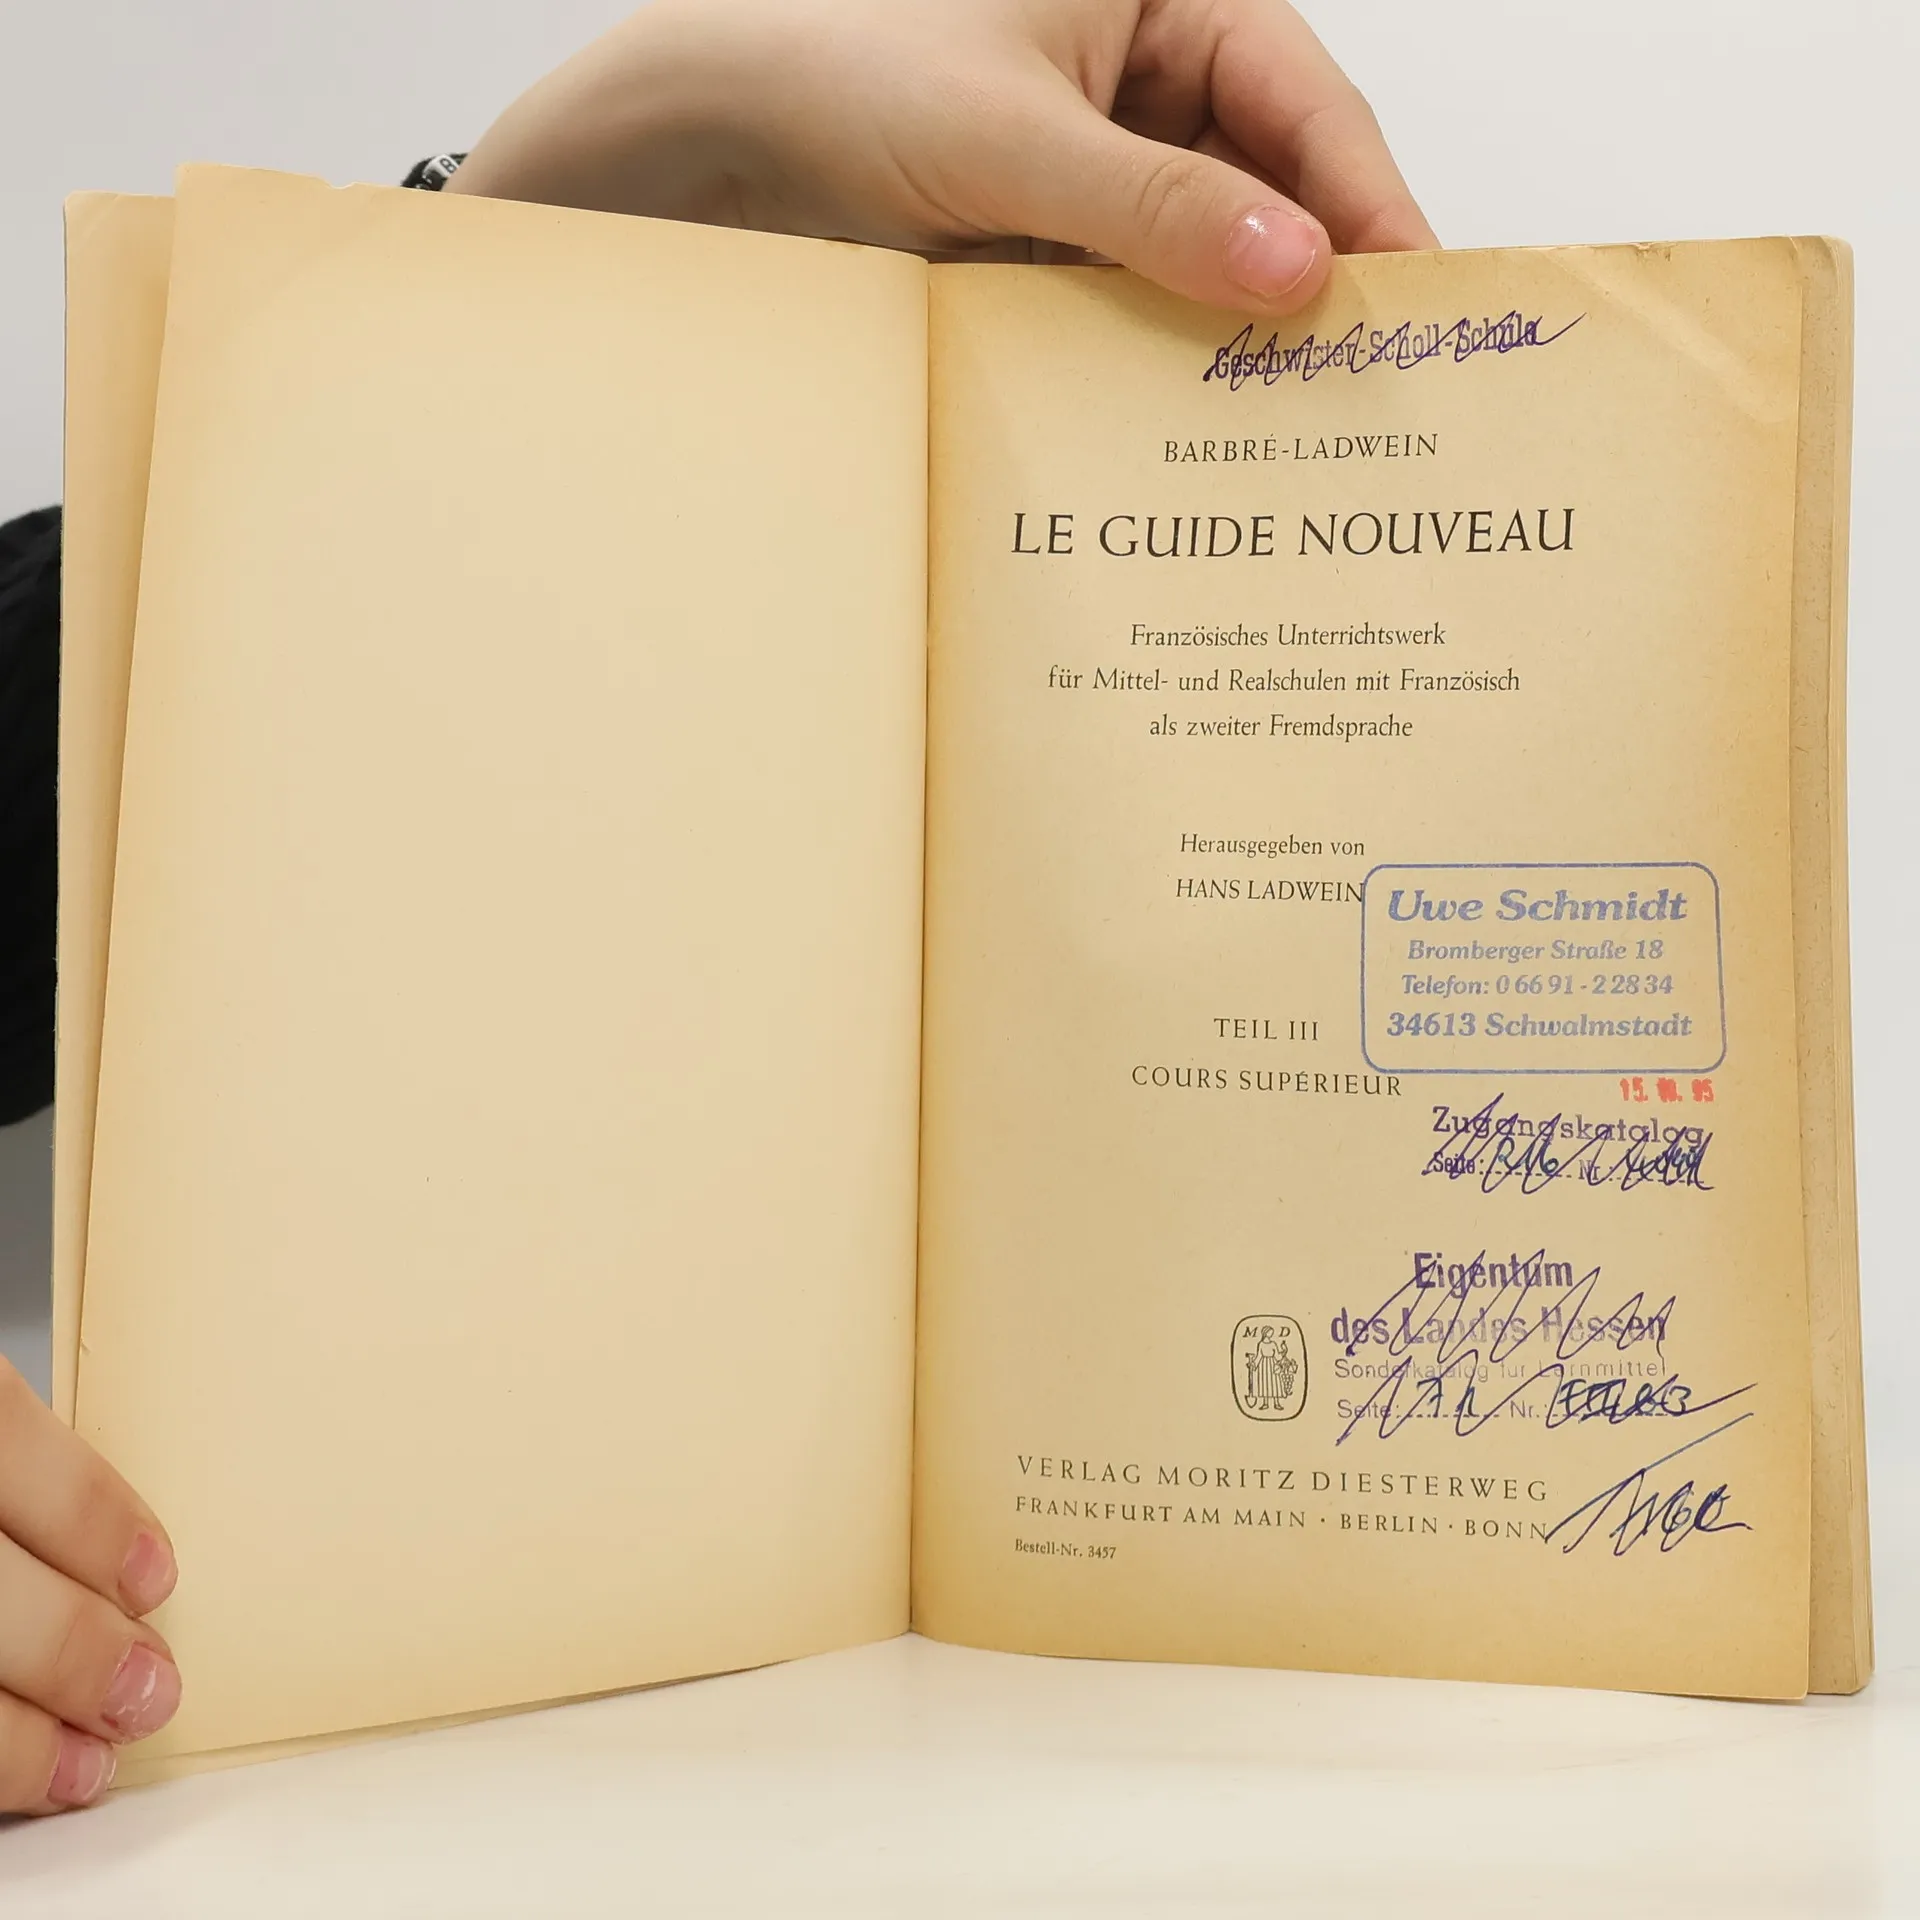 Geschwister-Scholl-Schule
BARBRÉ-LADWEIN
LE GUIDE NOUVEAU
Französisches Unterrichtswerk
für Mittel- und Realschulen mit Französisch
als zweiter Fremdsprache
Herausgegeben von
HANS LADWEIN
Uwe Schmidt
Bromberger Straße 18
Telefon: 0 66 91 - 2 28 34
34613 Schwalmstadt
TEIL III
COURS SUPÉRIEUR
Zugangskatalog
Seite: Nr.:
Eigentum
des Landes Hessen
Sonderkatalog für Lernmittel
Seite: Nr.:
M D
VERLAG MORITZ DIESTERWEG
FRANKFURT AM MAIN · BERLIN · BONN
Bestell-Nr. 3457